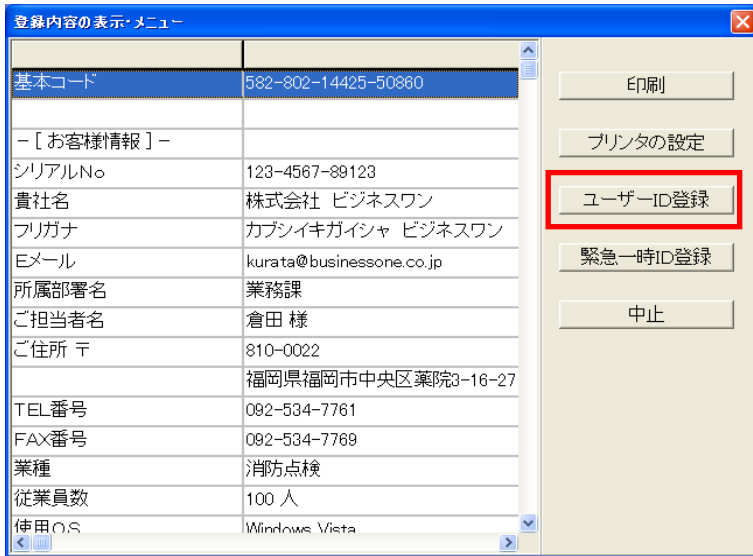 登録内容の表示・メニュー
基本コード 582-802-14425-50860
－［ お客様情報 ］－
シリアルNo 123-4567-89123
貴社名 株式会社 ビジネスワン
フリガナ カブシイキガイシャ ビジネスワン
Eメール kurata@businessone.co.jp
所属部署名 業務課
ご担当者名 倉田 様
ご住所 〒 810-0022
福岡県福岡市中央区薬院3-16-27
TEL番号 092-534-7761
FAX番号 092-534-7769
業種 消防点検
従業員数 100 人
使用OS Windows Vista
印刷
プリンタの設定
ユーザーID登録
緊急一時ID登録
中止